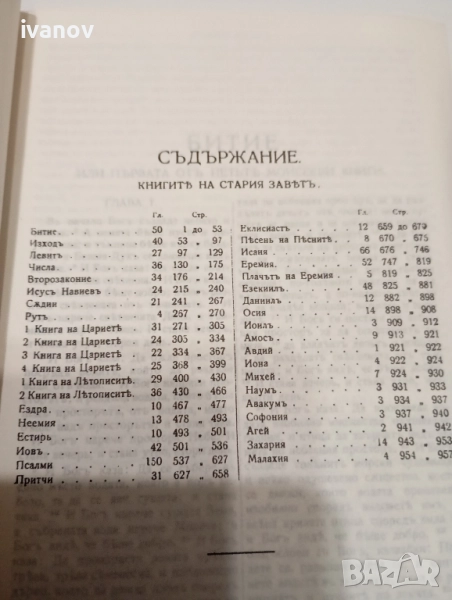 ivanov
СЪДЪРЖАНИЕ.
КНИГИТѢ НА СТАРИЯ ЗАВѢТЪ.
Гл. Стр.
Битие 50 1 до 53
Изходъ 40 53 „ 97
Левитъ 27 97 „ 129
Числа 36 130 „ 175
Второзаконие 34 175 „ 214
Исусъ Навиевъ 24 215 „ 240
Сѫдии 21 241 „ 267
Рутъ 4 267 „ 270
1 Книга на Царетѣ 31 271 „ 305
2 Книга на Царетѣ 24 305 „ 334
3 Книга на Царетѣ 22 334 „ 367
4 Книга на Царетѣ 25 368 „ 399
1 Книга на Лѣтописитѣ 29 400 „ 430
2 Книга на Лѣтописитѣ 36 430 „ 466
Ездра 10 467 „ 477
Неемия 13 478 „ 493
Естирь 10 493 „ 501
Иовъ 42 501 „ 536
Псалми 150 537 „ 627
Притчи 31 627 „ 658
Гл. Стр.
Еклисиастъ 12 659 до 670
Пѣсень на Пѣснитѣ 8 670 „ 675
Исаия 66 676 „ 746
Еремия 52 747 „ 819
Плачътъ на Еремия 5 819 „ 825
Езекиилъ 48 825 „ 881
Даниилъ 12 882 „ 898
Осия 14 898 „ 908
Иоилъ 3 909 „ 912
Амосъ 9 913 „ 921
Авдий 1 921 „ 922
Иона 4 922 „ 924
Михей 7 924 „ 930
Наумъ 3 931 „ 933
Авакумъ 3 934 „ 937
Софония 3 937 „ 940
Агей 2 941 „ 942
Захария 14 943 „ 953
Малахия 4 954 „ 957
BAZAR